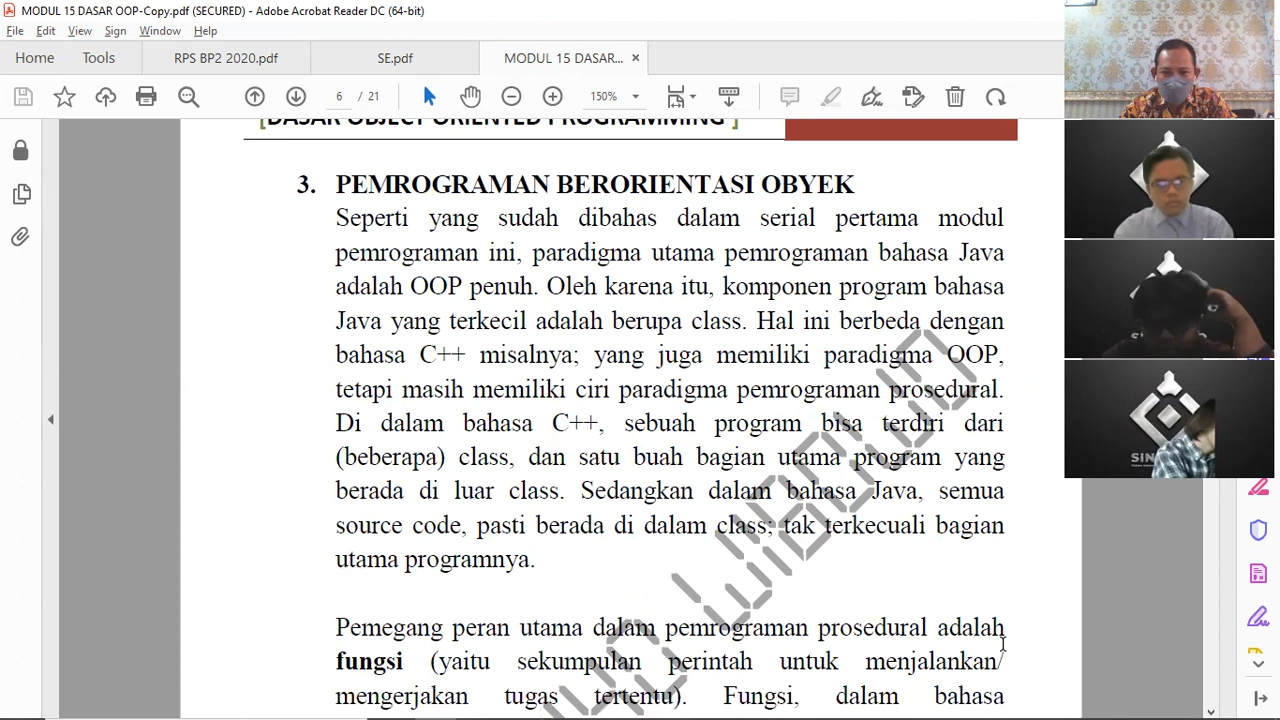 MODUL 15 DASAR OOP-Copy.pdf (SECURED) - Adobe Acrobat Reader DC (64-bit)
File Edit View Sign Window Help
Home Tools RPS BP2 2020.pdf SE.pdf MODUL 15 DASAR... ×
6 / 21 150%
[DASAR OBJECT ORIENTED PROGRAMMING ]
3. PEMROGRAMAN BERORIENTASI OBYEK
Seperti yang sudah dibahas dalam serial pertama modul
pemrograman ini, paradigma utama pemrograman bahasa Java
adalah OOP penuh. Oleh karena itu, komponen program bahasa
Java yang terkecil adalah berupa class. Hal ini berbeda dengan
bahasa C++ misalnya; yang juga memiliki paradigma OOP,
tetapi masih memiliki ciri paradigma pemrograman prosedural.
Di dalam bahasa C++, sebuah program bisa terdiri dari
(beberapa) class, dan satu buah bagian utama program yang
berada di luar class. Sedangkan dalam bahasa Java, semua
source code, pasti berada di dalam class; tak terkecuali bagian
utama programnya.
Pemegang peran utama dalam pemrograman prosedural adalah
fungsi (yaitu sekumpulan perintah untuk menjalankan/
mengerjakan tugas tertentu). Fungsi, dalam bahasa